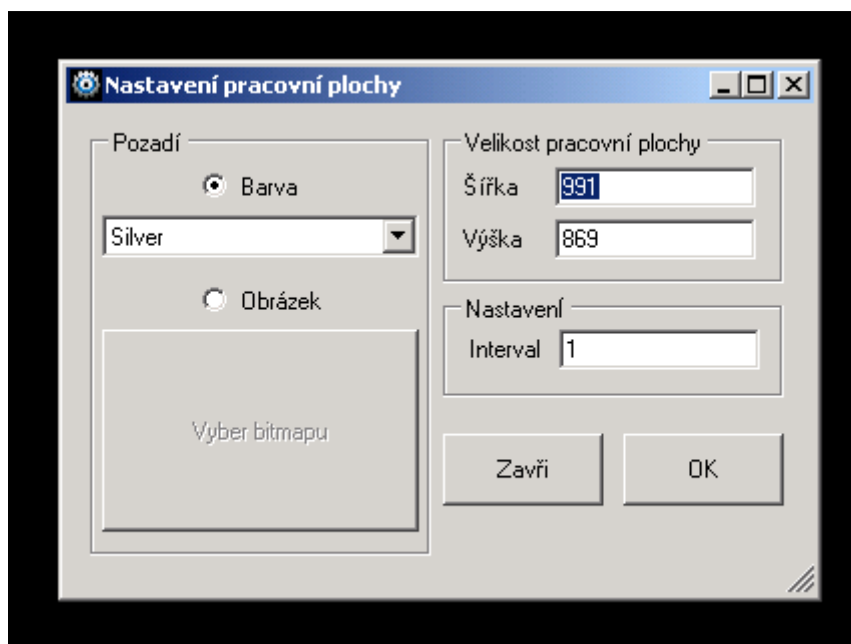 Nastavení pracovní plochy
Pozadí
Barva
Silver
Obrázek
Vyber bitmapu
Velikost pracovní plochy
Šířka 991
Výška 869
Nastavení
Interval 1
Zavři OK